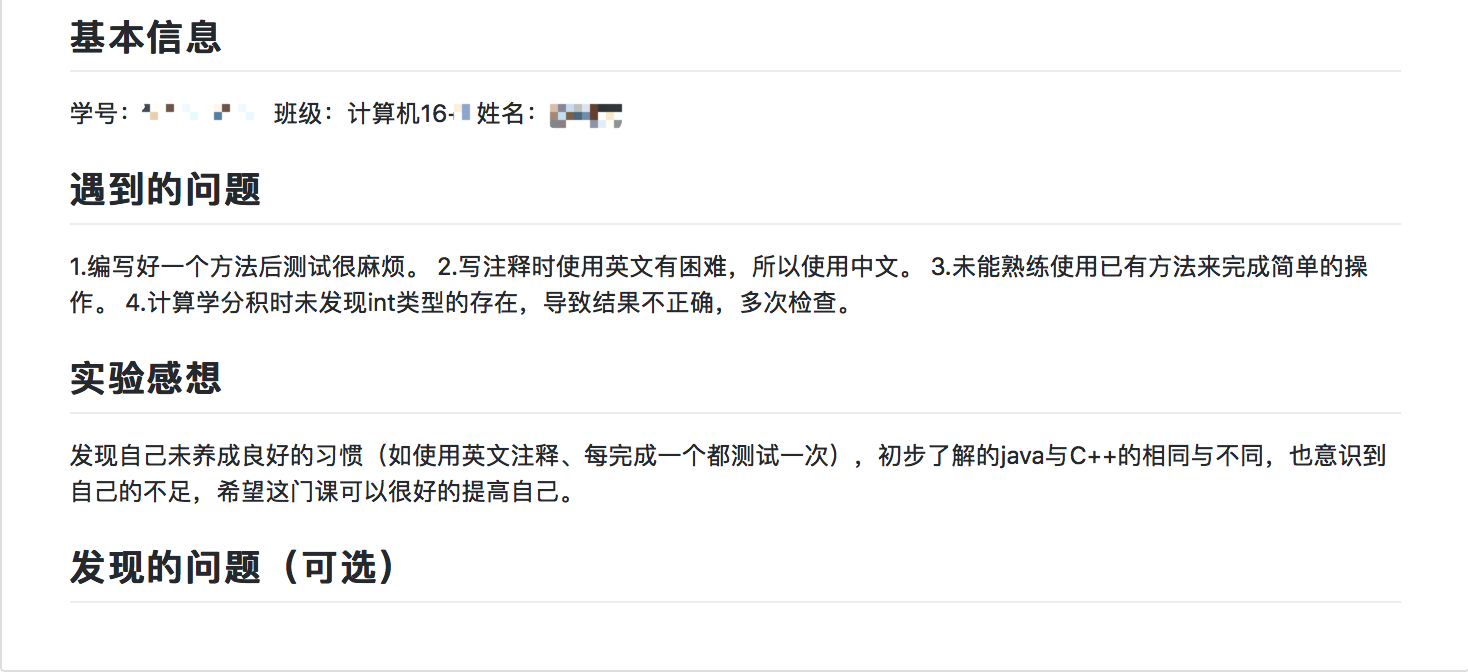 基本信息
学号： 班级：计算机16- 姓名：
遇到的问题
1.编写好一个方法后测试很麻烦。 2.写注释时使用英文有困难，所以使用中文。 3.未能熟练使用已有方法来完成简单的操
作。 4.计算学分积时未发现int类型的存在，导致结果不正确，多次检查。
实验感想
发现自己未养成良好的习惯（如使用英文注释、每完成一个都测试一次），初步了解的java与C++的相同与不同，也意识到
自己的不足，希望这门课可以很好的提高自己。
发现的问题（可选）